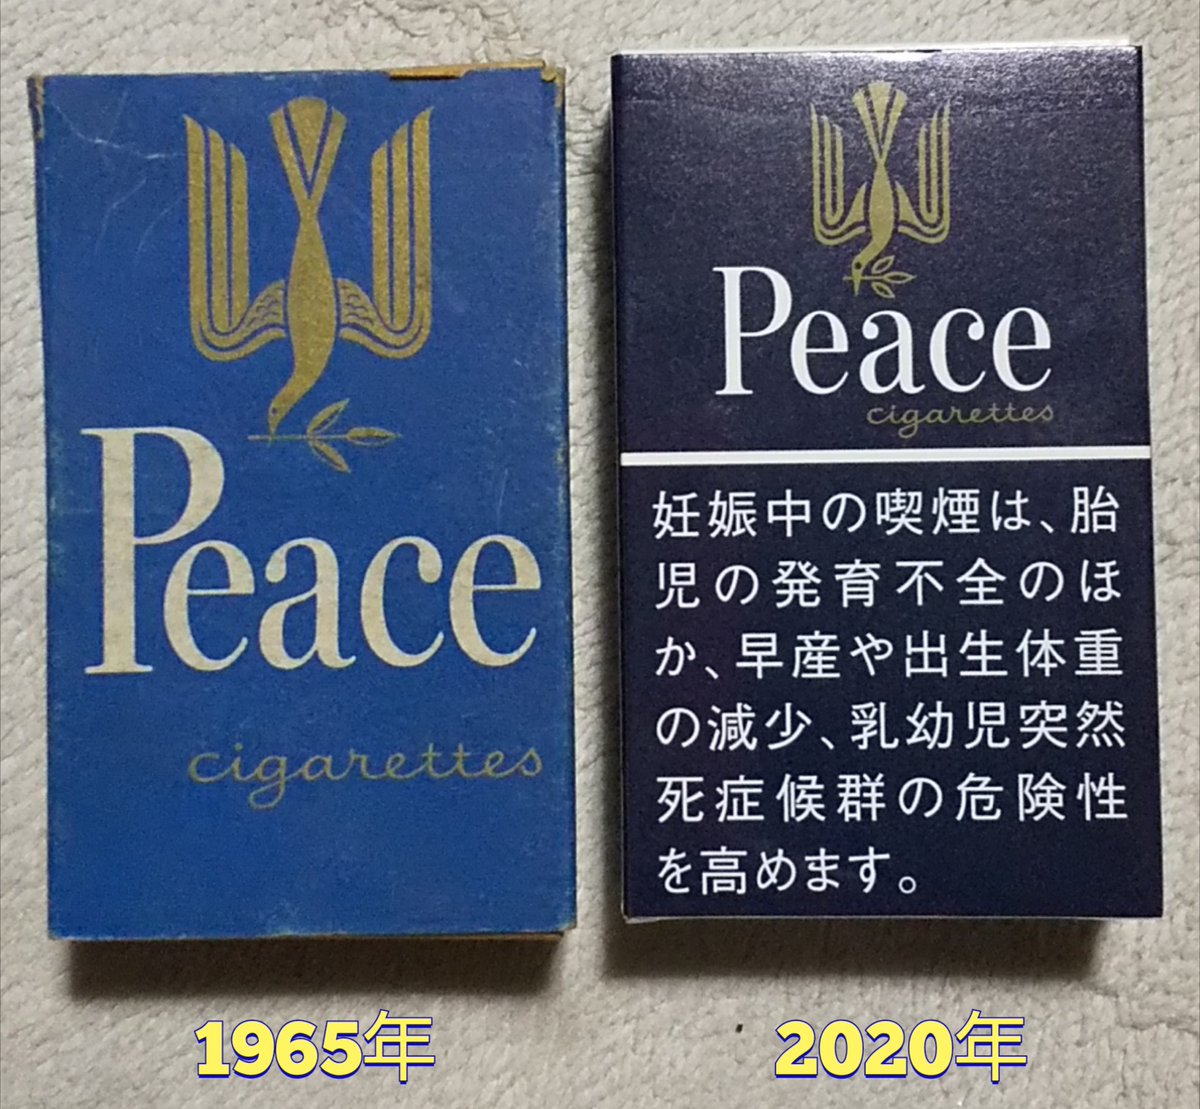 Peace
cigarettes
Peace
cigarettes
妊娠中の喫煙は、胎
児の発育不全のほ
か、早産や出生体重
の減少、乳幼児突然
死症候群の危険性
を高めます。
1965年
2020年